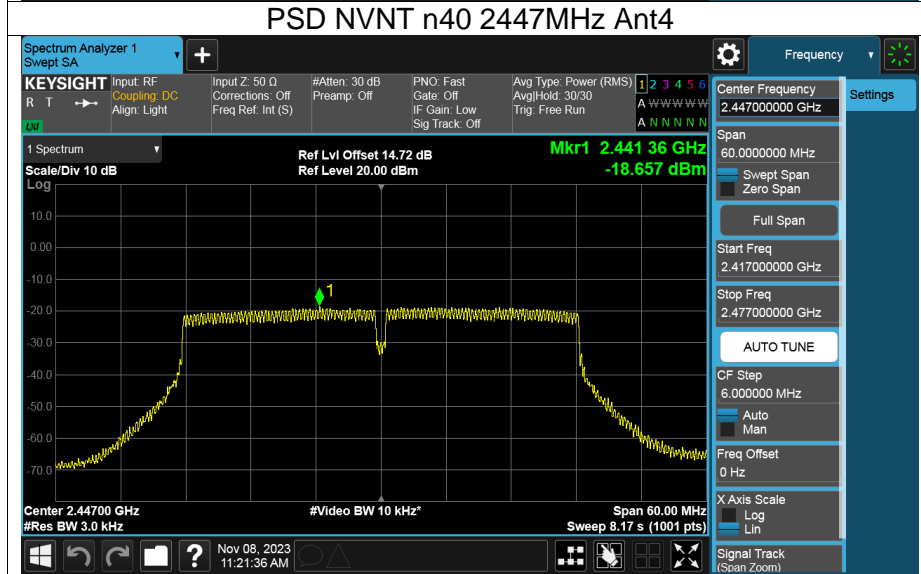 PSD NVNT n40 2447MHz Ant4
Spectrum Analyzer 1
Swept SA
+
Frequency
KEYSIGHT
R T
LXI
Input: RF
Coupling: DC
Align: Light
Input Z: 50 Ω
Corrections: Off
Freq Ref: Int (S)
#Atten: 30 dB
Preamp: Off
PNO: Fast
Gate: Off
IF Gain: Low
Sig Track: Off
Avg Type: Power (RMS)
Avg|Hold: 30/30
Trig: Free Run
1 2 3 4 5 6
A W W W W W
A N N N N N
1 Spectrum
Scale/Div 10 dB
Log
Ref Lvl Offset 14.72 dB
Ref Level 20.00 dBm
Mkr1 2.441 36 GHz
-18.657 dBm
10.0
0.00
-10.0
-20.0
-30.0
-40.0
-50.0
-60.0
-70.0
1
Center 2.44700 GHz
#Res BW 3.0 kHz
#Video BW 10 kHz*
Span 60.00 MHz
Sweep 8.17 s (1001 pts)
?
Nov 08, 2023
11:21:36 AM
Center Frequency
2.447000000 GHz
Settings
Span
60.0000000 MHz
Swept Span
Zero Span
Full Span
Start Freq
2.417000000 GHz
Stop Freq
2.477000000 GHz
AUTO TUNE
CF Step
6.000000 MHz
Auto
Man
Freq Offset
0 Hz
X Axis Scale
Log
Lin
Signal Track
(Span Zoom)